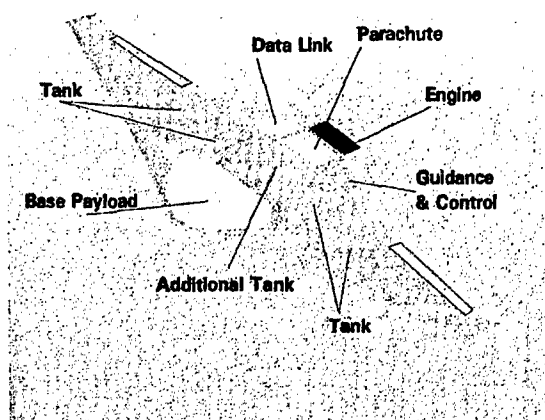 Parachute
Data Link
Tank
Engine
Guidance
& Control
Base Payload
Additional Tank
Tank